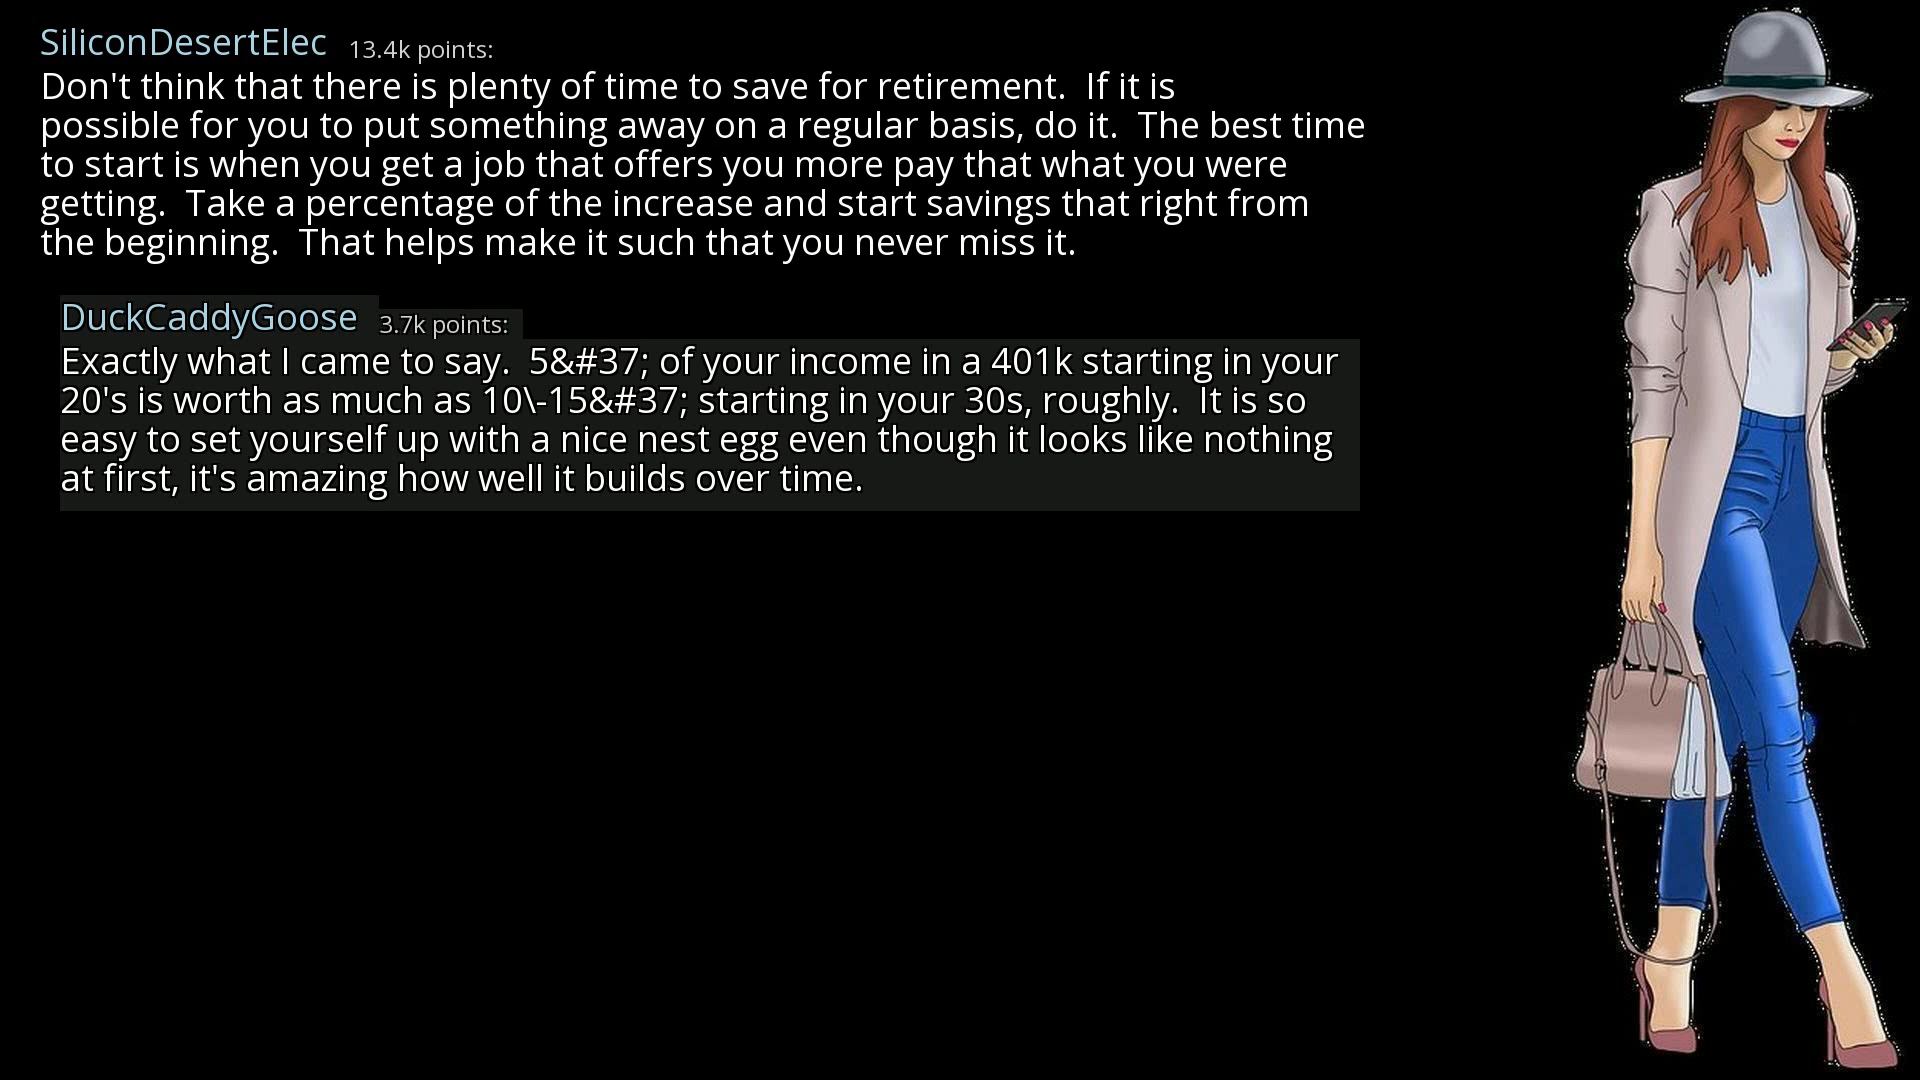 SiliconDesertElec 13.4k points:
Don't think that there is plenty of time to save for retirement.  If it is
possible for you to put something away on a regular basis, do it.  The best time
to start is when you get a job that offers you more pay that what you were
getting.  Take a percentage of the increase and start savings that right from
the beginning.  That helps make it such that you never miss it.
DuckCaddyGoose 3.7k points:
Exactly what I came to say.  5&#37; of your income in a 401k starting in your
20's is worth as much as 10\-15&#37; starting in your 30s, roughly.  It is so
easy to set yourself up with a nice nest egg even though it looks like nothing
at first, it's amazing how well it builds over time.